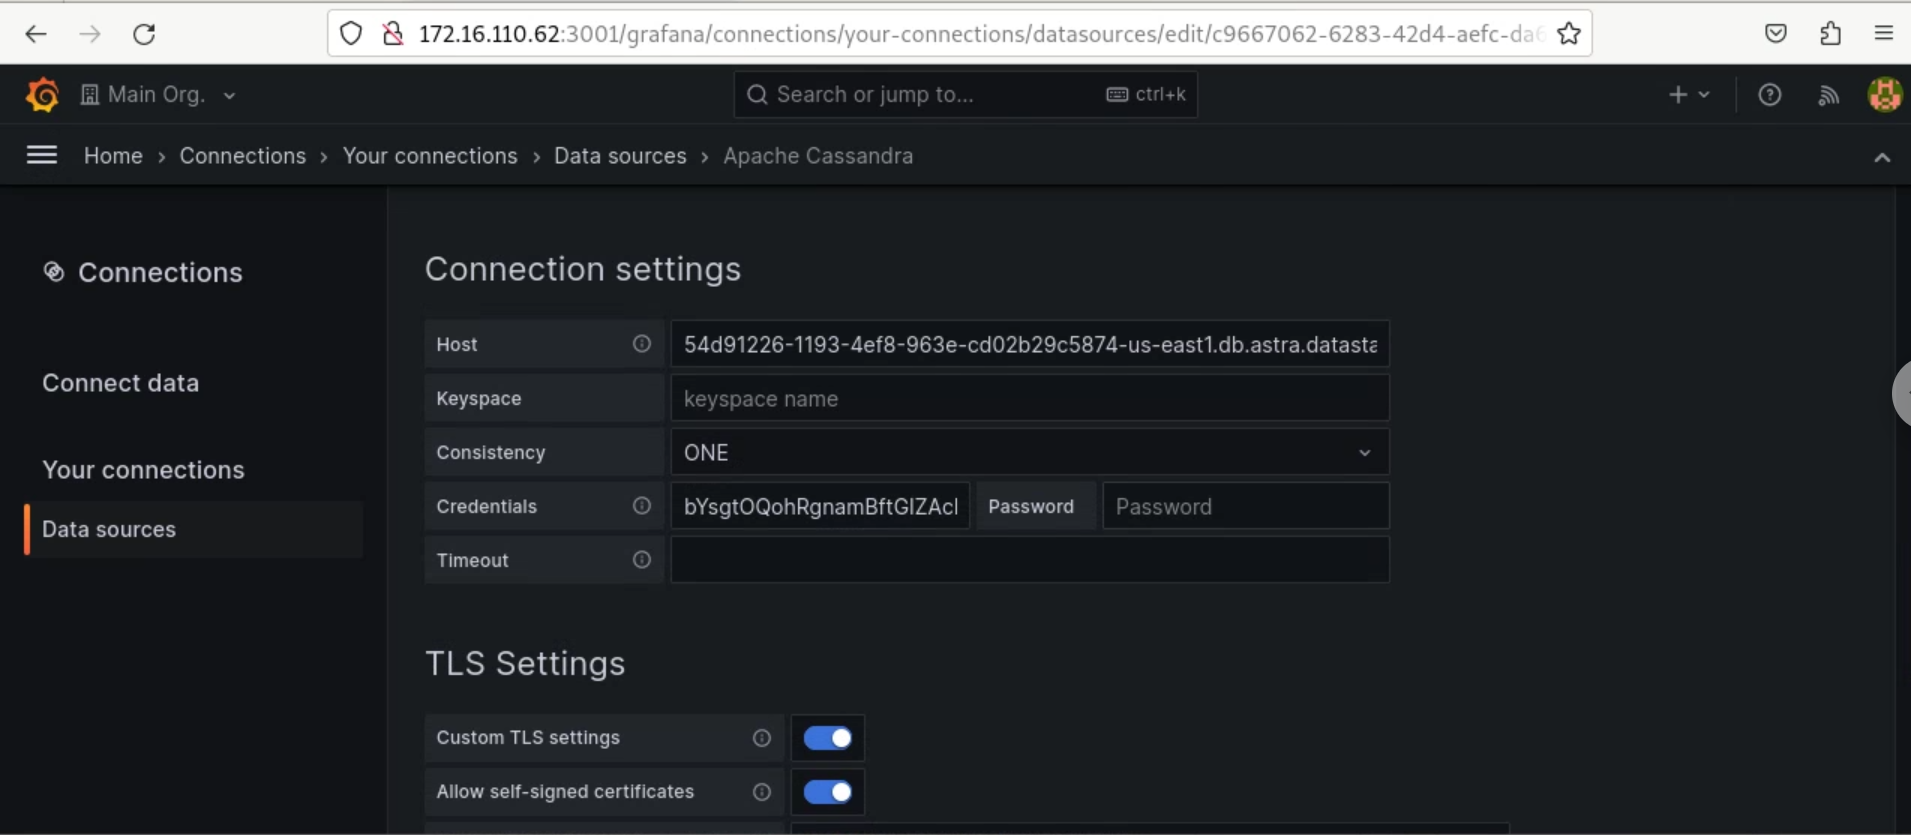 172.16.110.62:3001/grafana/connections/your-connections/datasources/edit/c9667062-6283-42d4-aefc-da6
Main Org.
Search or jump to...
ctrl+k
Home › Connections › Your connections › Data sources › Apache Cassandra
Connections
Connect data
Your connections
Data sources
Connection settings
Host
54d91226-1193-4ef8-963e-cd02b29c5874-us-east1.db.astra.datasta
Keyspace
keyspace name
Consistency
ONE
Credentials
bYsgtOQohRgnamBftGIZAcI
Password
Password
Timeout
TLS Settings
Custom TLS settings
Allow self-signed certificates